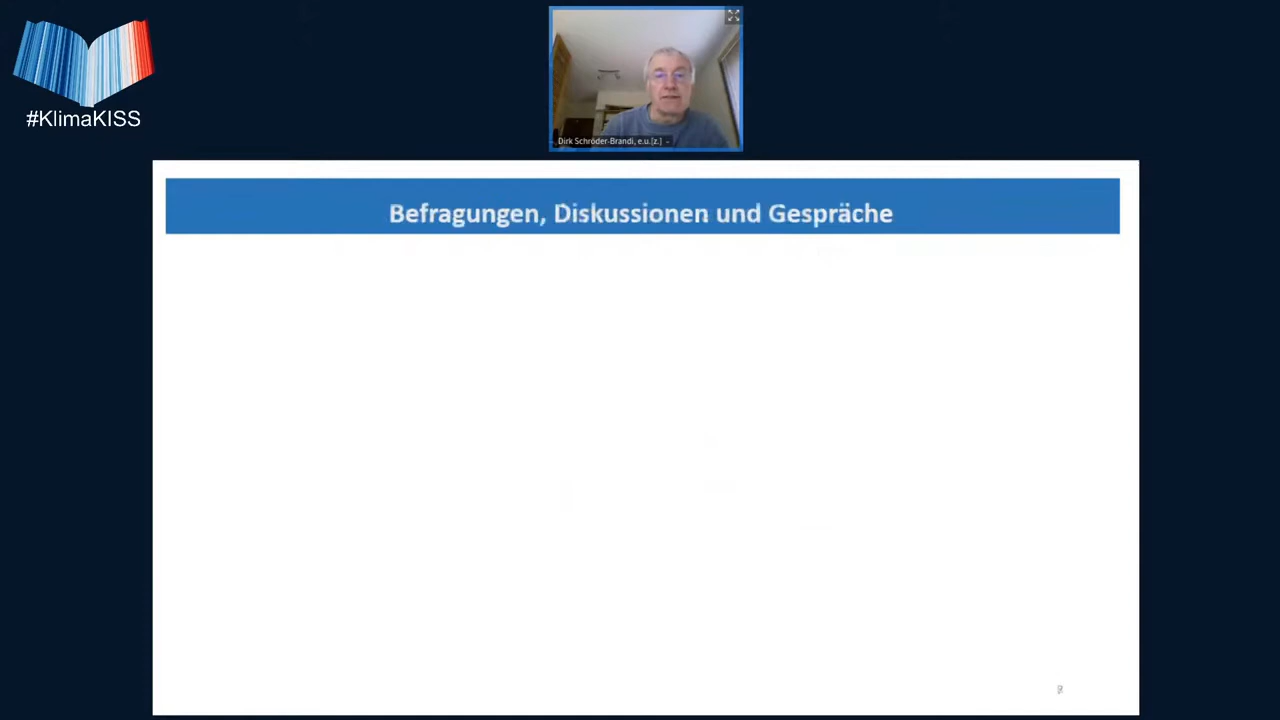 #KlimaKISS
Dirk Schröder-Brandi, e.u.[z.]
Befragungen, Diskussionen und Gespräche